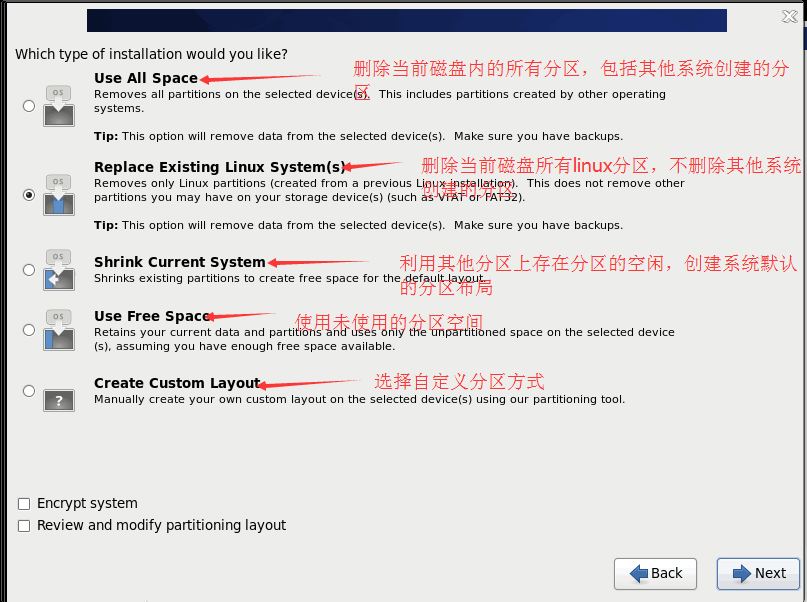 Which type of installation would you like?
Use All Space
删除当前磁盘内的所有分区，包括其他系统创建的分
区
Removes all partitions on the selected device(s). This includes partitions created by other operating
systems.
Tip: This option will remove data from the selected device(s). Make sure you have backups.
Replace Existing Linux System(s)
删除当前磁盘所有linux分区，不删除其他系统
创建的分区
Removes only Linux partitions (created from a previous Linux installation). This does not remove other
partitions you may have on your storage device(s) (such as VFAT or FAT32).
Tip: This option will remove data from the selected device(s). Make sure you have backups.
Shrink Current System
利用其他分区上存在分区的空闲，创建系统默认
的分区布局
Shrinks existing partitions to create free space for the default layout.
Use Free Space
使用未使用的分区空间
Retains your current data and partitions and uses only the unpartitioned space on the selected device
(s), assuming you have enough free space available.
Create Custom Layout
选择自定义分区方式
Manually create your own custom layout on the selected device(s) using our partitioning tool.
OS
OS
OS
OS
?
Encrypt system
Review and modify partitioning layout
Back
Next